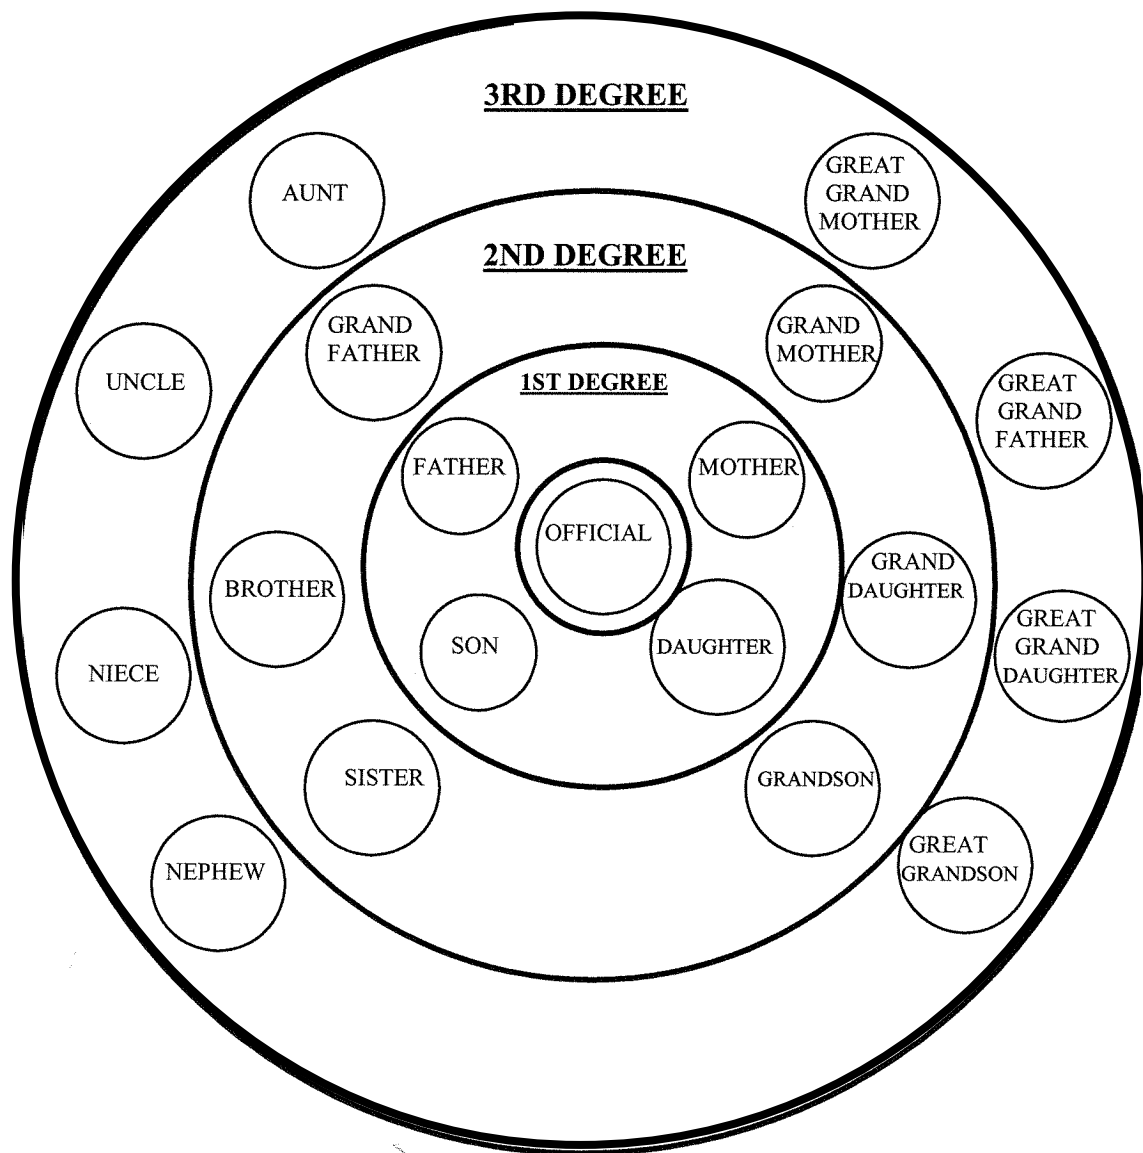 3RD DEGREE
AUNT
GREAT
GRAND
MOTHER
2ND DEGREE
GRAND
FATHER
GRAND
MOTHER
UNCLE
1ST DEGREE
GREAT
GRAND
FATHER
FATHER
MOTHER
OFFICIAL
BROTHER
GRAND
DAUGHTER
SON
DAUGHTER
NIECE
GREAT
GRAND
DAUGHTER
SISTER
GRANDSON
NEPHEW
GREAT
GRANDSON